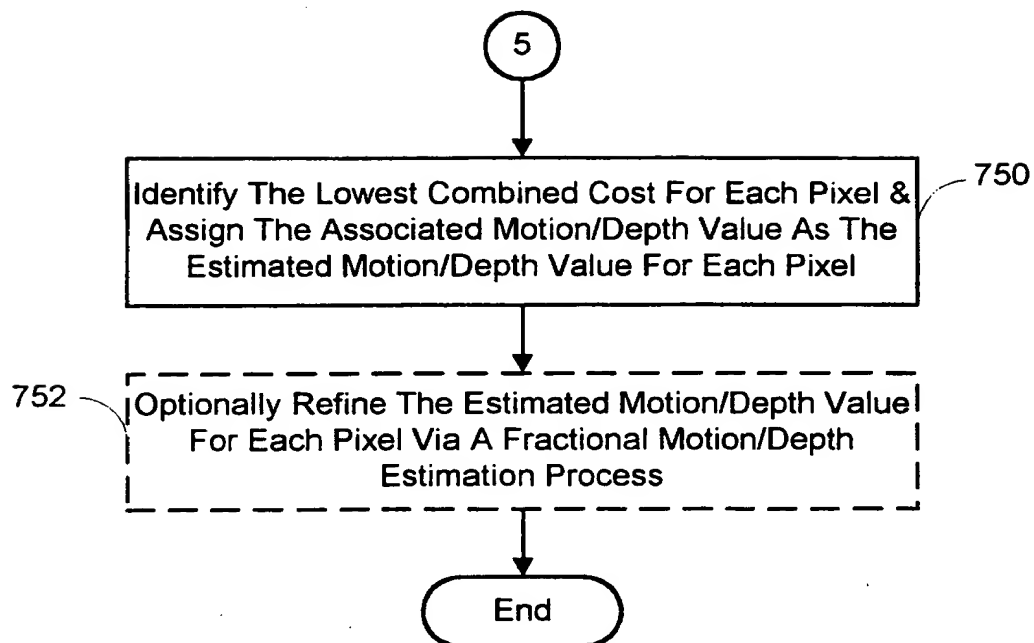 5
Identify The Lowest Combined Cost For Each Pixel &
Assign The Associated Motion/Depth Value As The
Estimated Motion/Depth Value For Each Pixel
750
752
Optionally Refine The Estimated Motion/Depth Value
For Each Pixel Via A Fractional Motion/Depth
Estimation Process
End